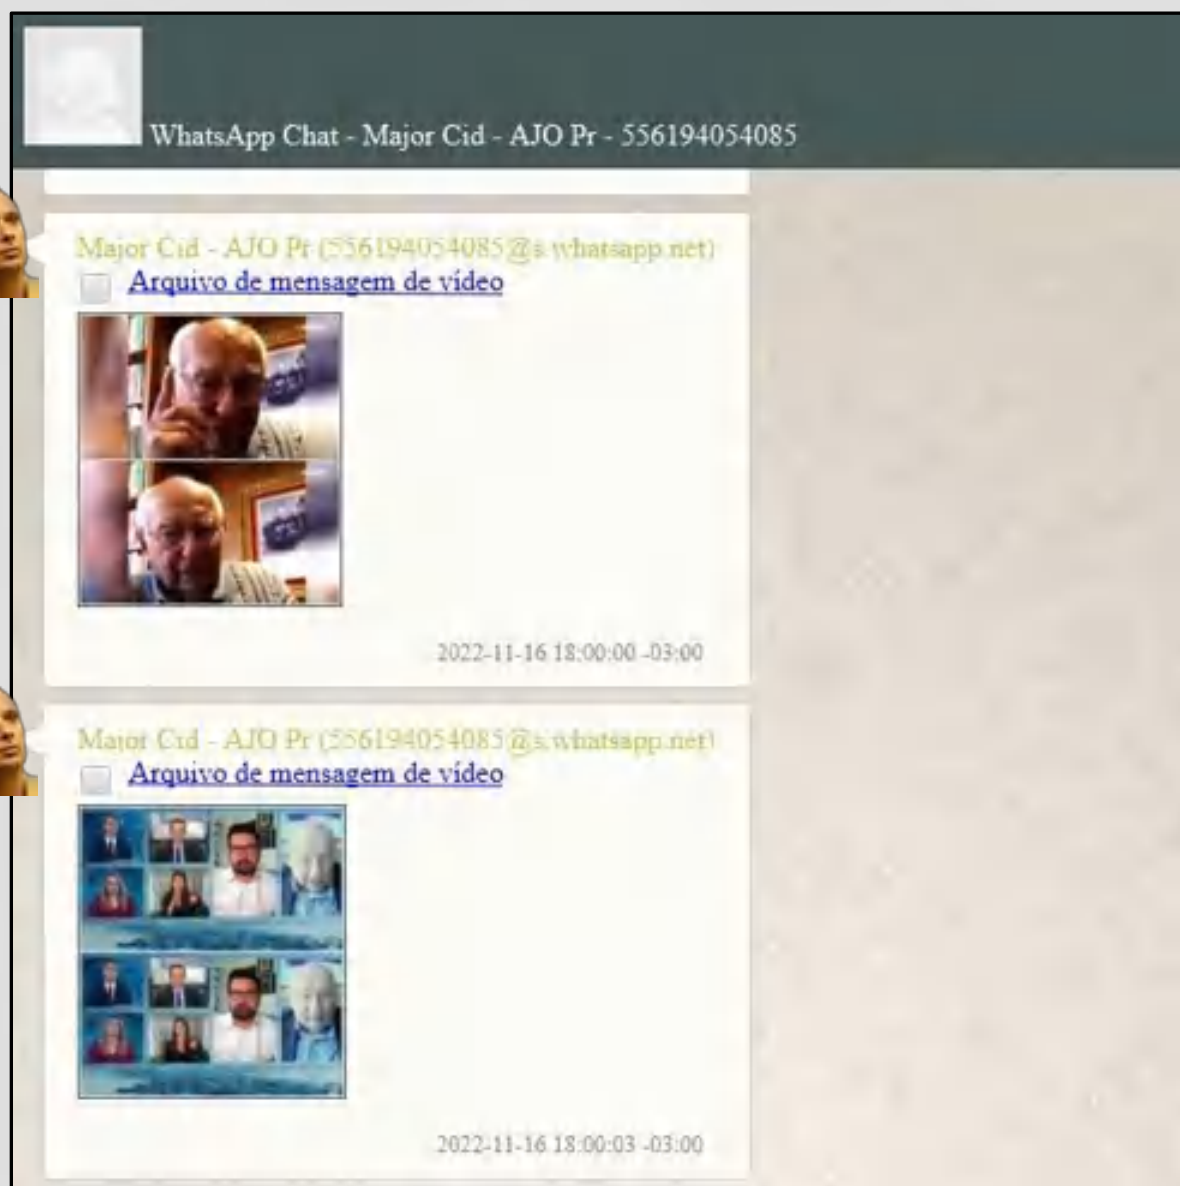 WhatsApp Chat - Major Cid - AJO Pr - 556194054085
Major Cid - AJO Pr (556194054085@s.whatsapp.net)
Arquivo de mensagem de vídeo
2022-11-16 18:00:00 -03:00
Major Cid - AJO Pr (556194054085@s.whatsapp.net)
Arquivo de mensagem de vídeo
2022-11-16 18:00:03 -03:00